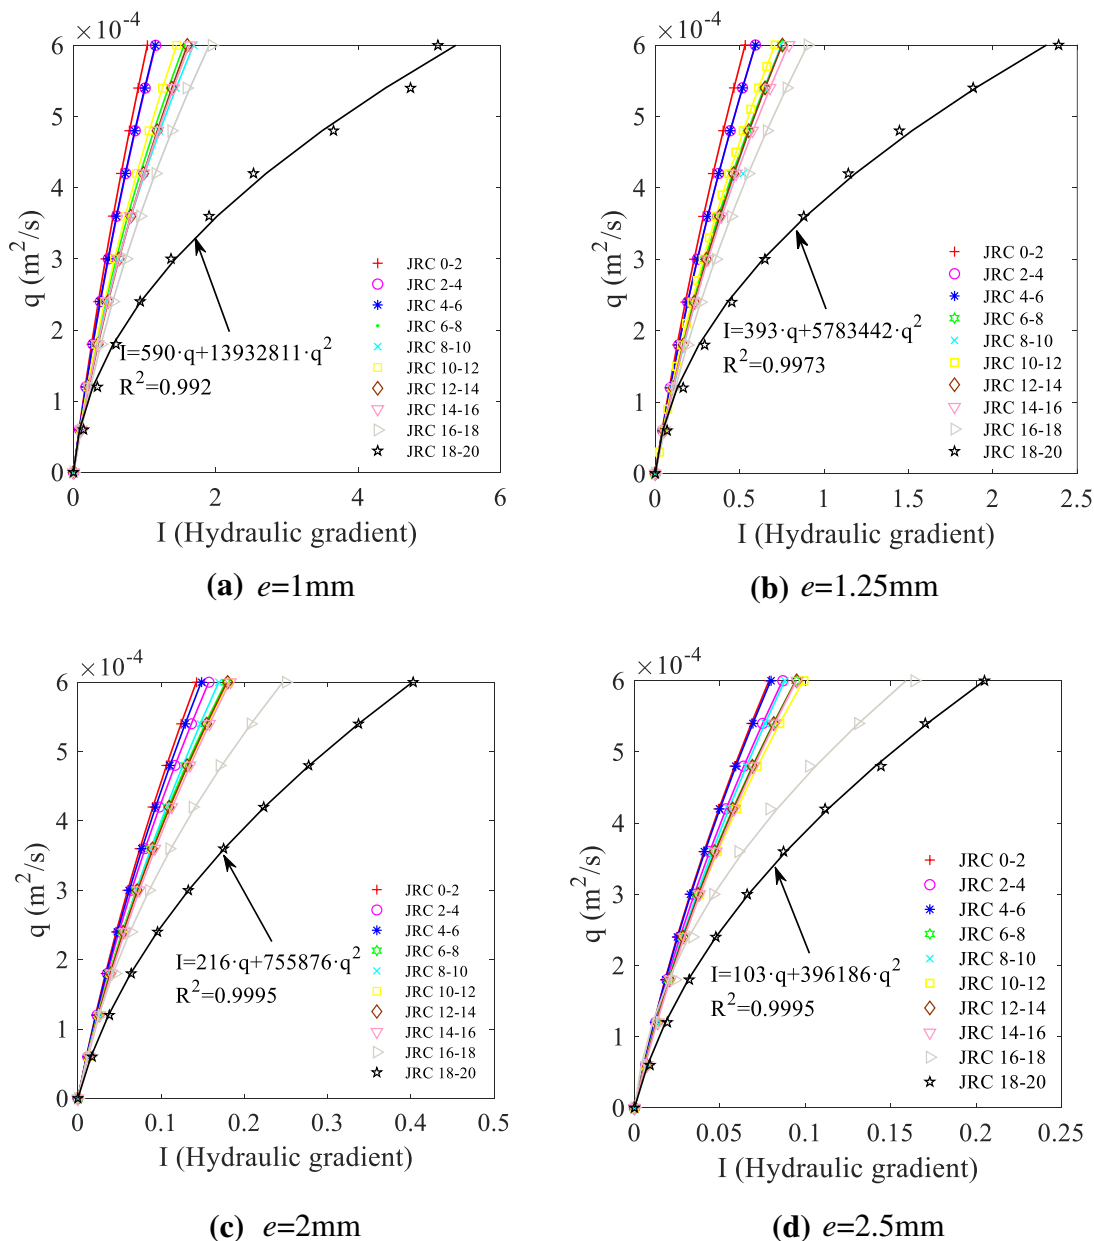 ×10⁻⁴
6
5
4
3
2
1
0
q (m²/s)
JRC 0-2
JRC 2-4
JRC 4-6
JRC 6-8
JRC 8-10
JRC 10-12
JRC 12-14
JRC 14-16
JRC 16-18
JRC 18-20
I=590·q+13932811·q²
R²=0.992
0 2 4 6
I (Hydraulic gradient)
(a) e=1mm
×10⁻⁴
6
5
4
3
2
1
0
q (m²/s)
JRC 0-2
JRC 2-4
JRC 4-6
JRC 6-8
JRC 8-10
JRC 10-12
JRC 12-14
JRC 14-16
JRC 16-18
JRC 18-20
I=393·q+5783442·q²
R²=0.9973
0 0.5 1 1.5 2 2.5
I (Hydraulic gradient)
(b) e=1.25mm
×10⁻⁴
6
5
4
3
2
1
0
q (m²/s)
JRC 0-2
JRC 2-4
JRC 4-6
JRC 6-8
JRC 8-10
JRC 10-12
JRC 12-14
JRC 14-16
JRC 16-18
JRC 18-20
I=216·q+755876·q²
R²=0.9995
0 0.1 0.2 0.3 0.4 0.5
I (Hydraulic gradient)
(c) e=2mm
×10⁻⁴
6
5
4
3
2
1
0
q (m²/s)
JRC 0-2
JRC 2-4
JRC 4-6
JRC 6-8
JRC 8-10
JRC 10-12
JRC 12-14
JRC 14-16
JRC 16-18
JRC 18-20
I=103·q+396186·q²
R²=0.9995
0 0.05 0.1 0.15 0.2 0.25
I (Hydraulic gradient)
(d) e=2.5mm